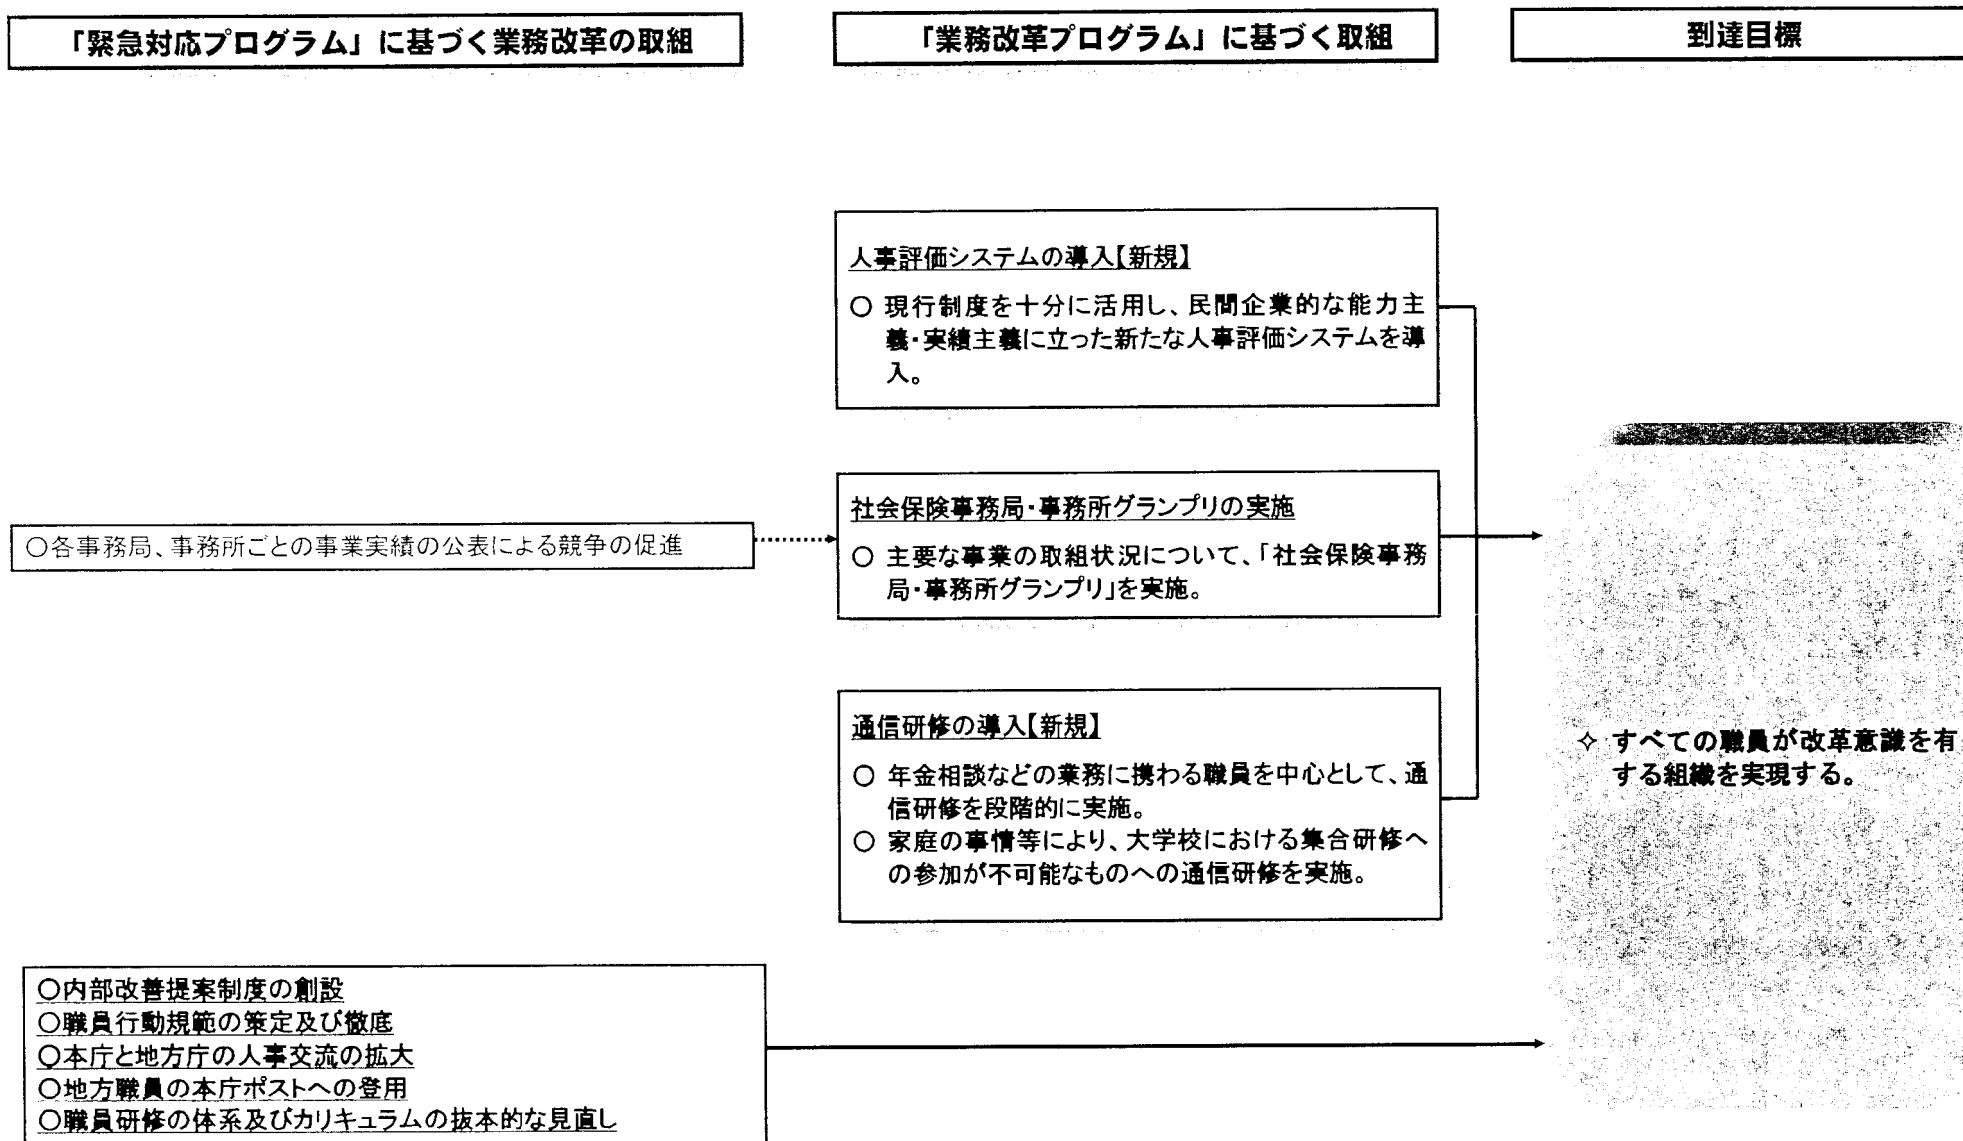 「緊急対応プログラム」に基づく業務改革の取組
「業務改革プログラム」に基づく取組
到達目標
人事評価システムの導入【新規】
○ 現行制度を十分に活用し、民間企業的な能力主
義・実績主義に立った新たな人事評価システムを導
入。
○各事務局、事務所ごとの事業実績の公表による競争の促進
社会保険事務局・事務所グランプリの実施
○ 主要な事業の取組状況について、「社会保険事務
局・事務所グランプリ」を実施。
通信研修の導入【新規】
○ 年金相談などの業務に携わる職員を中心として、通
信研修を段階的に実施。
○ 家庭の事情等により、大学校における集合研修へ
の参加が不可能なものへの通信研修を実施。
✧ すべての職員が改革意識を有
する組織を実現する。
○内部改善提案制度の創設
○職員行動規範の策定及び徹底
○本庁と地方庁の人事交流の拡大
○地方職員の本庁ポストへの登用
○職員研修の体系及びカリキュラムの抜本的な見直し